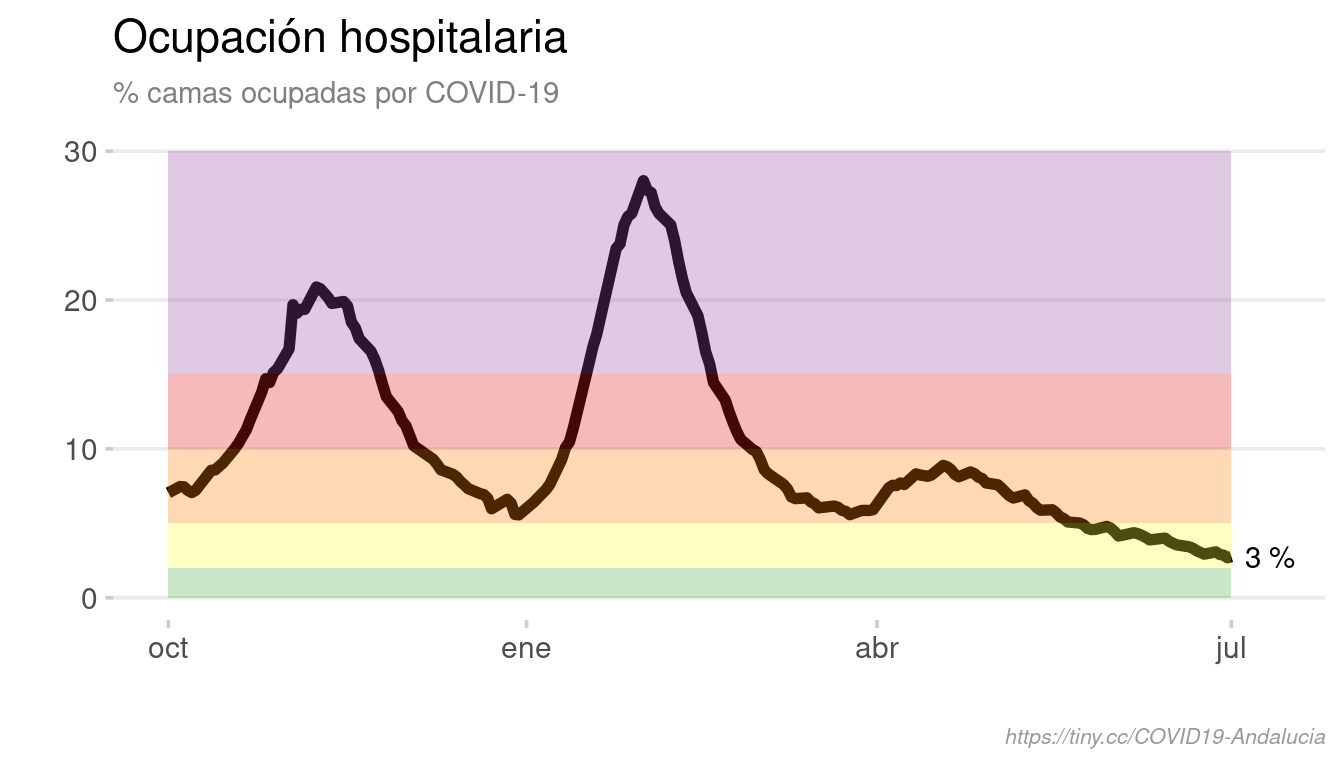 Ocupación hospitalaria
% camas ocupadas por COVID-19
30
20
10
0
3 %
oct ene abr jul
https://tiny.cc/COVID19-Andalucia